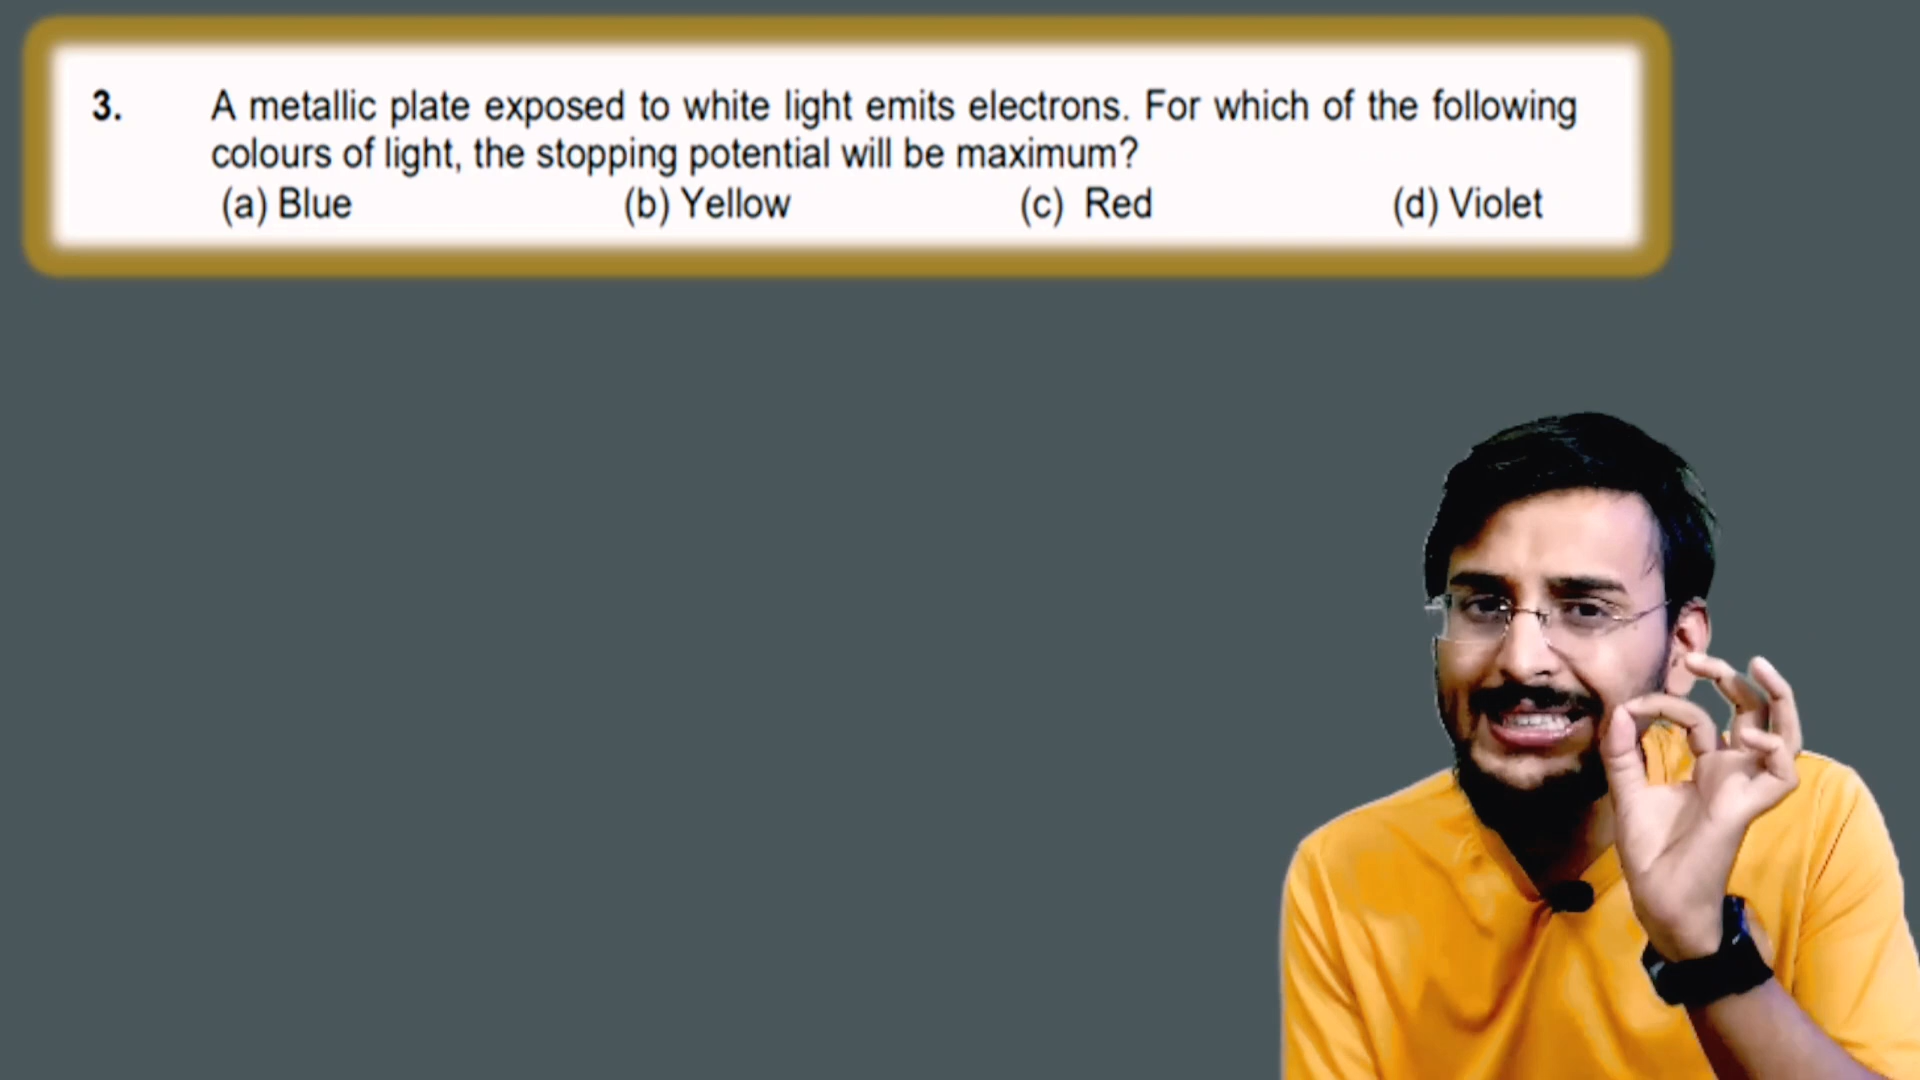 3. A metallic plate exposed to white light emits electrons. For which of the following
colours of light, the stopping potential will be maximum?
(a) Blue (b) Yellow (c) Red (d) Violet